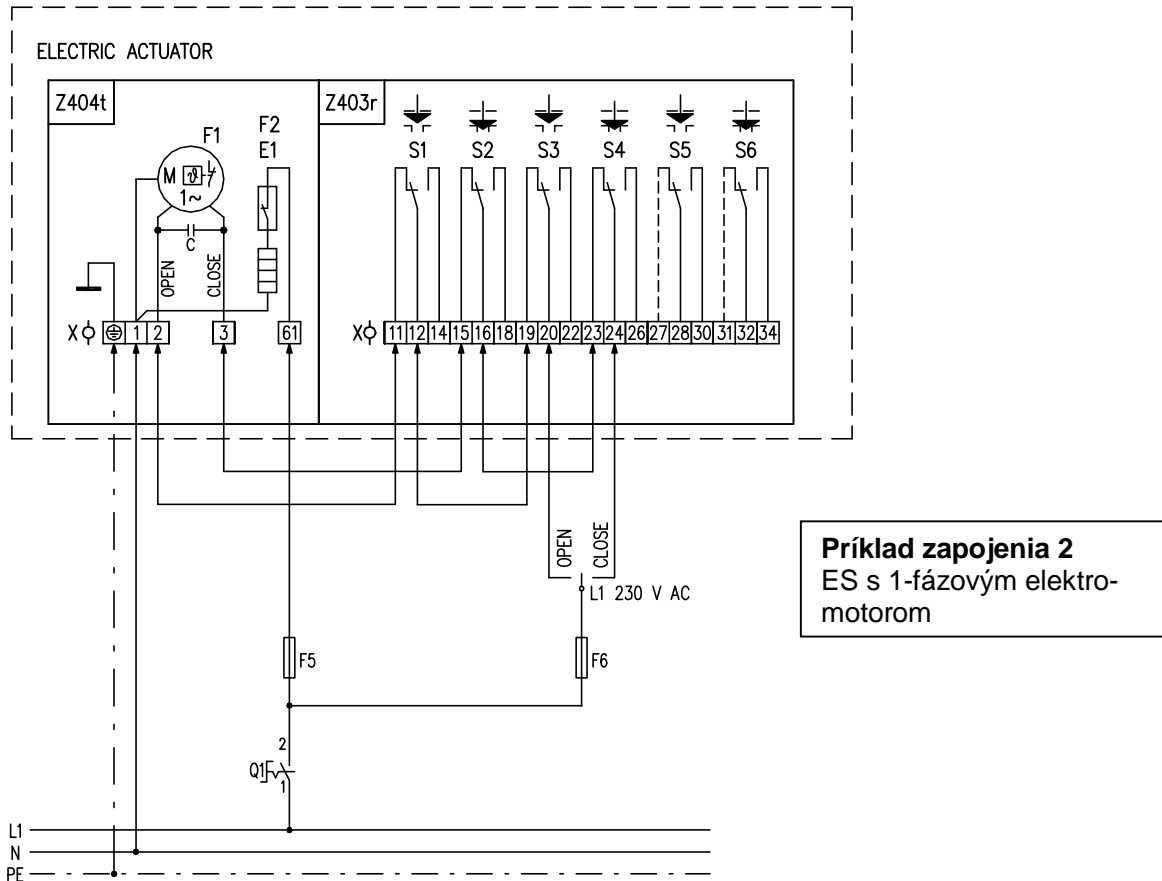 ELECTRIC ACTUATOR
Z404t
Z403r
F1
F2
E1
S1 S2 S3 S4 S5 S6
M ϑ
1~
C
OPEN
CLOSE
X 1 2 3 61
X 11 12 14 15 16 18 19 20 22 23 24 26 27 28 30 31 32 34
OPEN
CLOSE
L1 230 V AC
F5
F6
2
Q1
1
L1
N
PE
Príklad zapojenia 2
ES s 1-fázovým elektro-
motorom